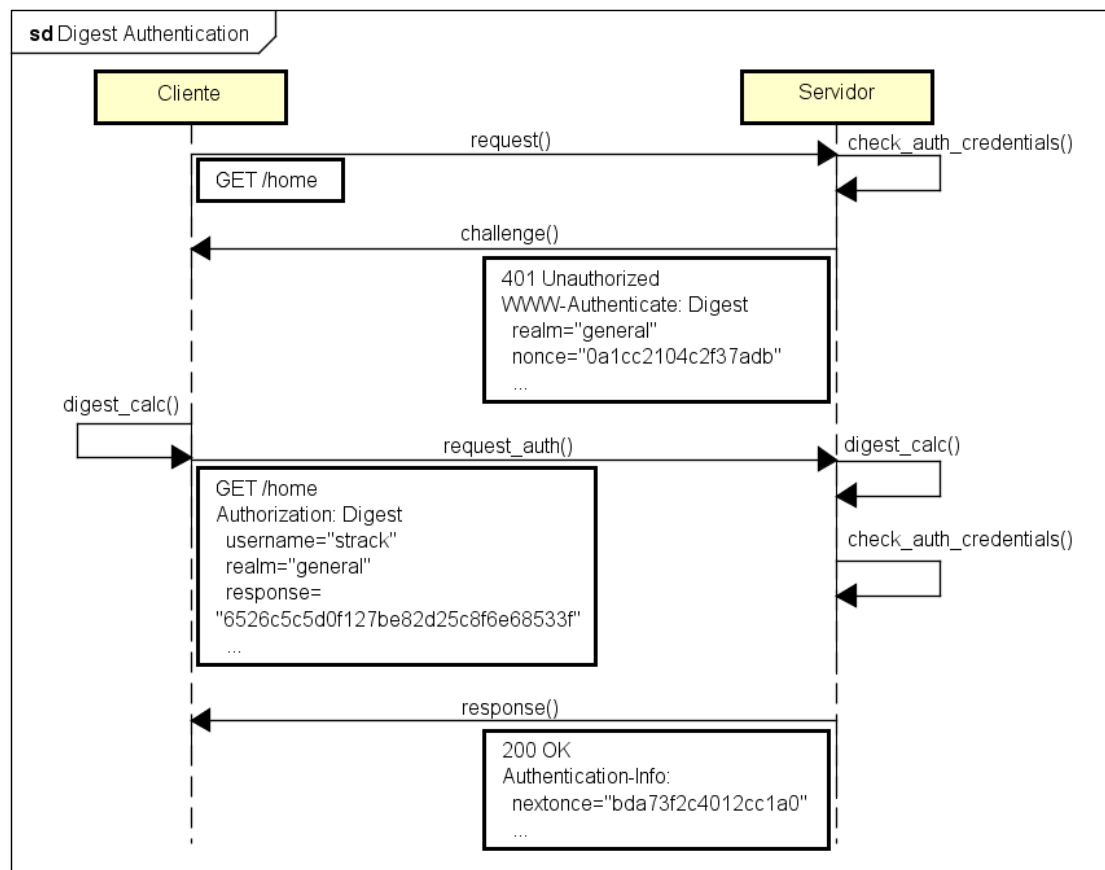 sd Digest Authentication
Cliente
Servidor
request()
check_auth_credentials()
GET /home
challenge()
401 Unauthorized
WWW-Authenticate: Digest
realm="general"
nonce="0a1cc2104c2f37adb"
...
digest_calc()
request_auth()
digest_calc()
GET /home
Authorization: Digest
username="strack"
realm="general"
response=
"6526c5c5d0f127be82d25c8f6e68533f"
...
check_auth_credentials()
response()
200 OK
Authentication-Info:
nextonce="bda73f2c4012cc1a0"
...